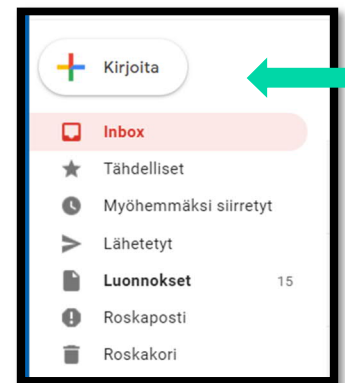 Kirjoita
Inbox
Tähdelliset
Myöhemmäksi siirretyt
Lähetetyt
Luonnokset 15
Roskaposti
Roskakori